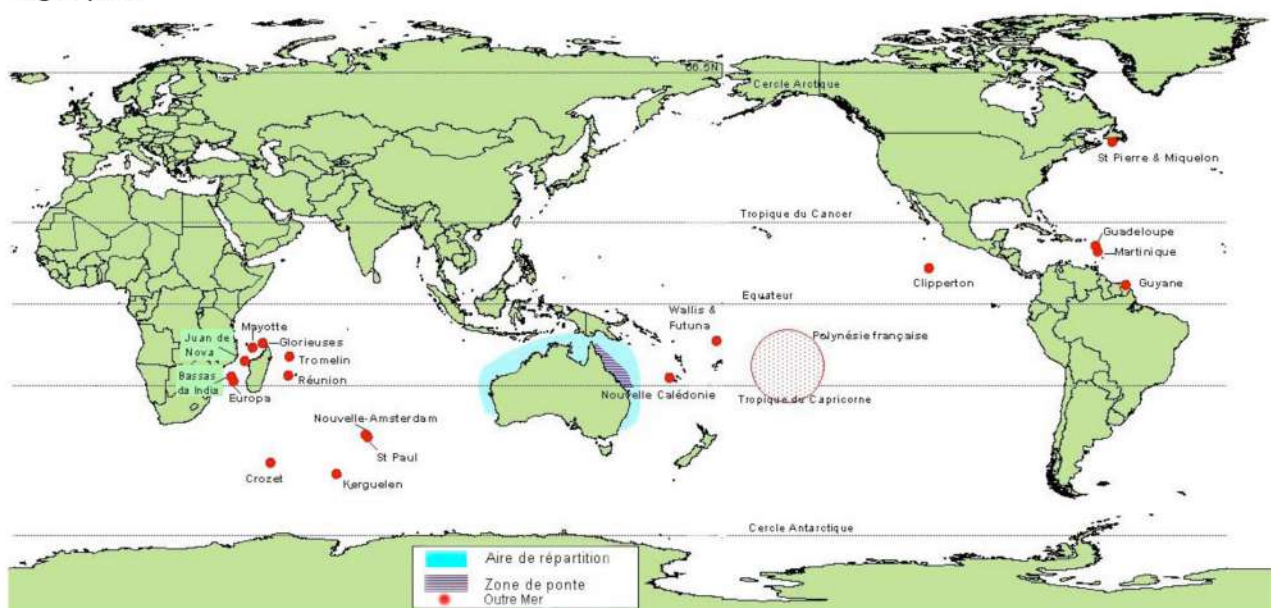 66.5N
Cercle Arctique
St Pierre & Miquelon
Tropique du Cancer
Guadeloupe
Martinique
Clipperton
Guyane
Equateur
Wallis &
Futuna
Mayotte
Juan de
Nova
Glorieuses
Polynésie française
Tromelin
Bassas
da India
Réunion
Europa
Nouvelle Calédonie
Tropique du Capricorne
Nouvelle-Amsterdam
St Paul
Crozet
Kerguelen
Cercle Antarctique
Aire de répartition
Zone de ponte
Outre Mer